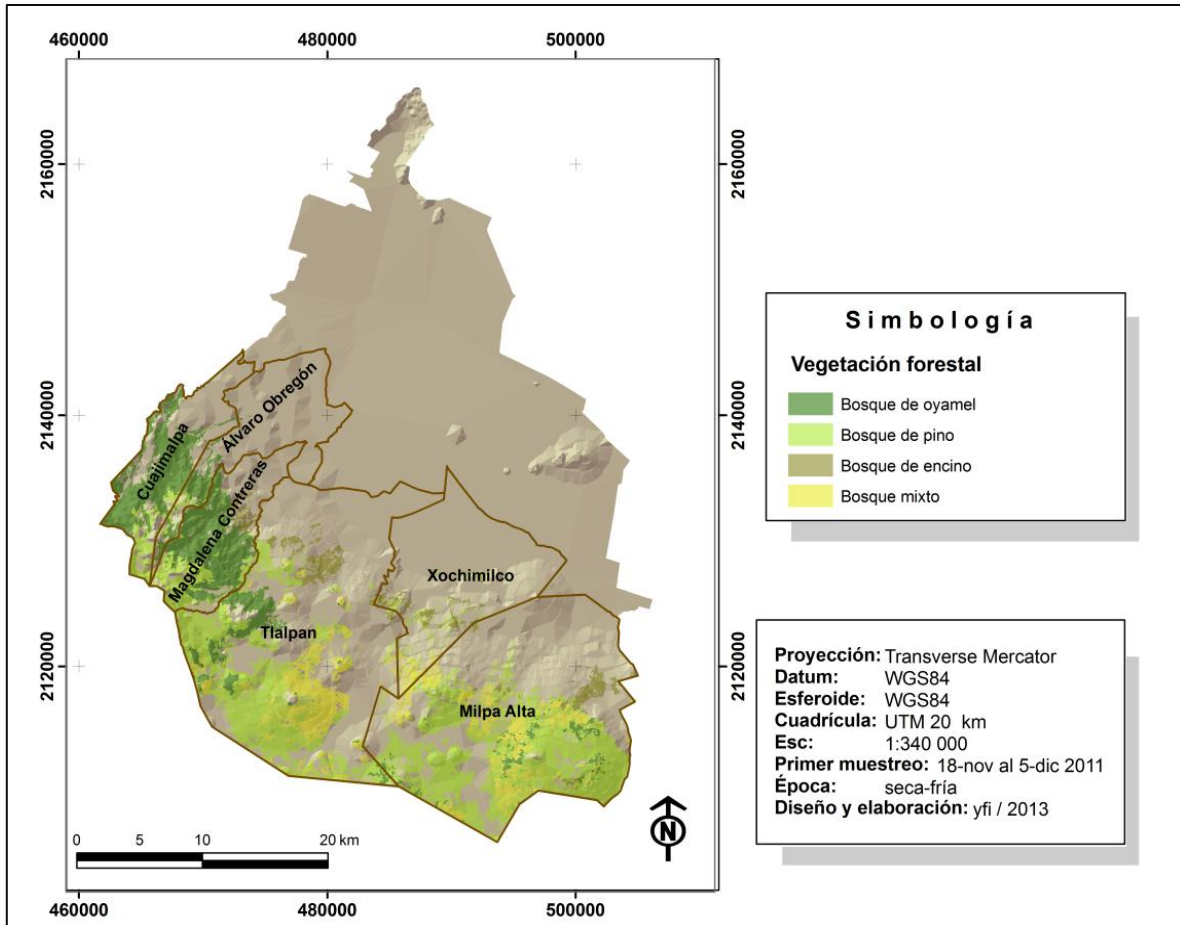 460000 480000 500000
2160000 2160000
2140000 2140000
2120000 2120000
Cuajimalpa
Álvaro Obregón
Magdalena Contreras
Tlalpan
Xochimilco
Milpa Alta
0 5 10 20 km
N
460000 480000 500000
Simbología
Vegetación forestal
Bosque de oyamel
Bosque de pino
Bosque de encino
Bosque mixto
Proyección: Transverse Mercator
Datum: WGS84
Esferoide: WGS84
Cuadrícula: UTM 20 km
Esc: 1:340 000
Primer muestreo: 18-nov al 5-dic 2011
Época: seca-fría
Diseño y elaboración: yfi / 2013